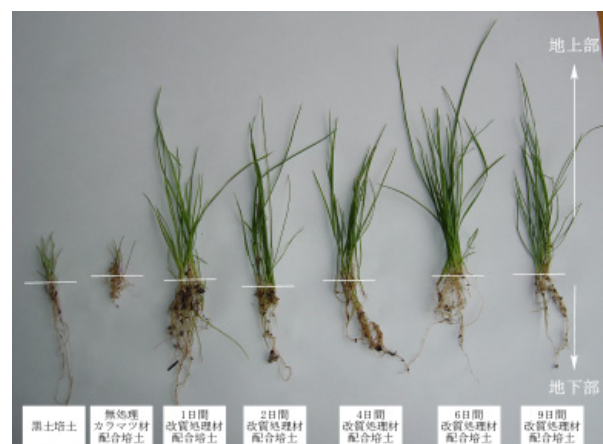 地上部
地下部
黒土培土
無処理
カラマツ材
配合培土
1日間
改質処理材
配合培土
2日間
改質処理材
配合培土
4日間
改質処理材
配合培土
6日間
改質処理材
配合培土
9日間
改質処理材
配合培土